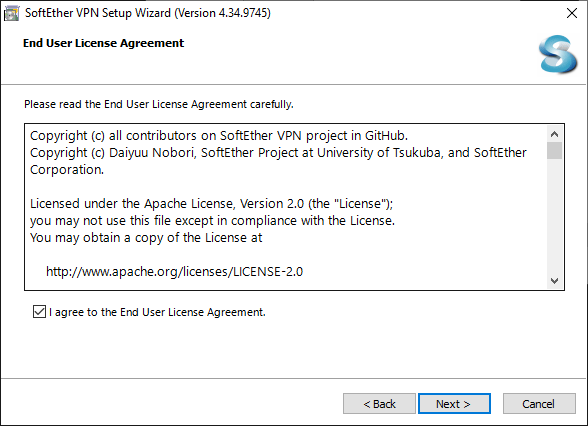 SoftEther VPN Setup Wizard (Version 4.34.9745)
End User License Agreement
Please read the End User License Agreement carefully.
Copyright (c) all contributors on SoftEther VPN project in GitHub.
Copyright (c) Daiyuu Nobori, SoftEther Project at University of Tsukuba, and SoftEther
Corporation.
Licensed under the Apache License, Version 2.0 (the "License");
you may not use this file except in compliance with the License.
You may obtain a copy of the License at
http://www.apache.org/licenses/LICENSE-2.0
I agree to the End User License Agreement.
< Back
Next >
Cancel